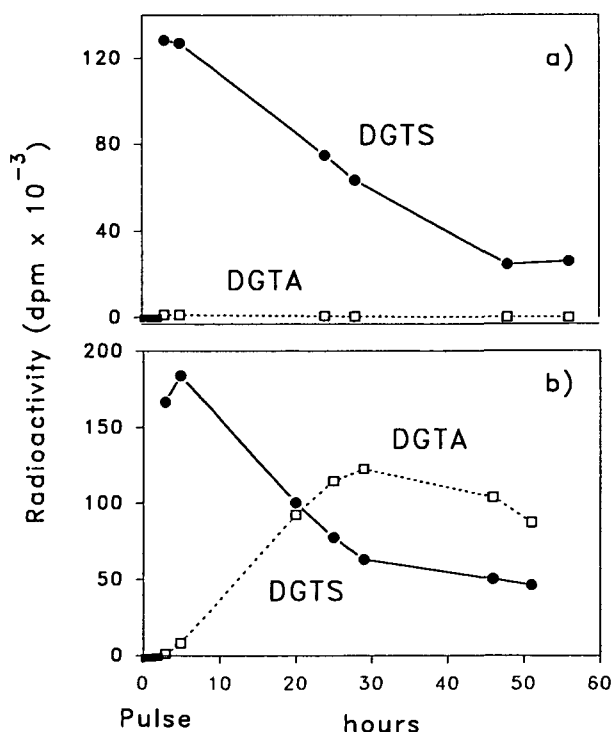 Radioactivity (dpm x 10⁻³)
120
80
40
0
a)
DGTS
DGTA
200
150
100
50
0
b)
DGTA
DGTS
0 10 20 30 40 50 60
Pulse hours